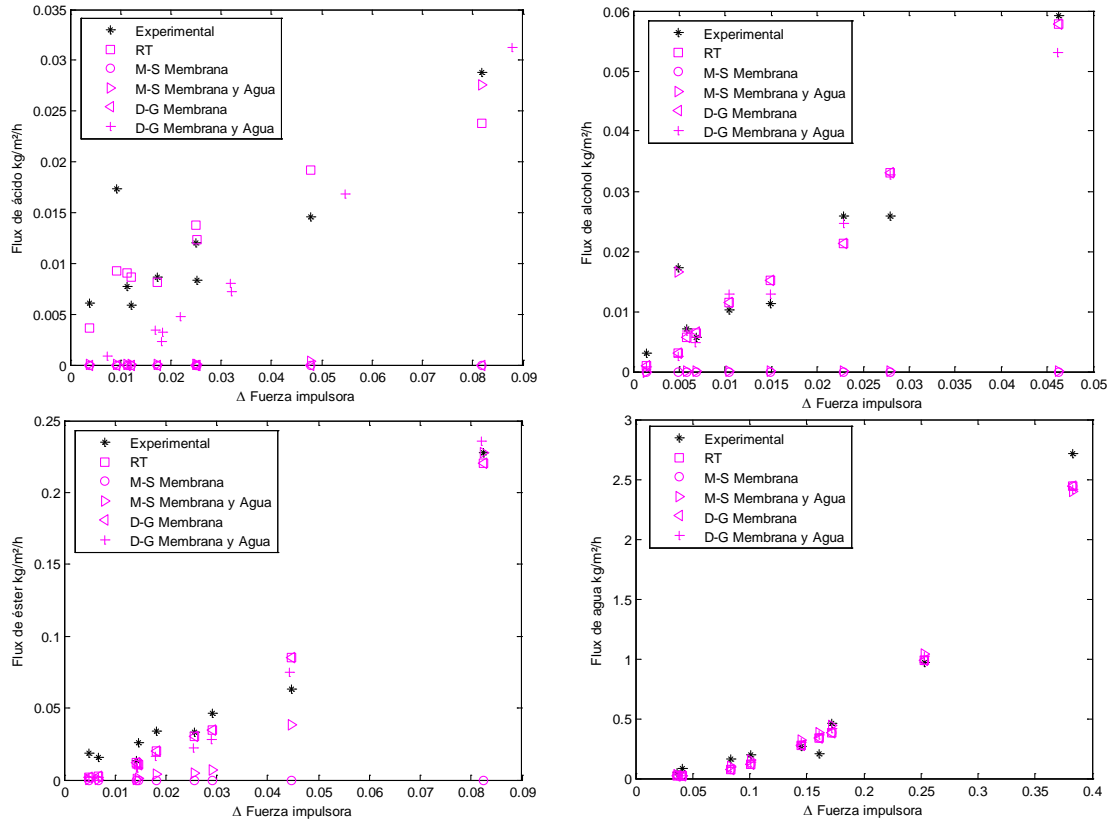 Flux de ácido kg/m²/h
0.035
0.03
0.025
0.02
0.015
0.01
0.005
0
Experimental
RT
M-S Membrana
M-S Membrana y Agua
D-G Membrana
D-G Membrana y Agua
0 0.01 0.02 0.03 0.04 0.05 0.06 0.07 0.08 0.09
Δ Fuerza impulsora
Flux de alcohol kg/m²/h
0.06
0.05
0.04
0.03
0.02
0.01
0
Experimental
RT
M-S Membrana
M-S Membrana y Agua
D-G Membrana
D-G Membrana y Agua
0 0.005 0.01 0.015 0.02 0.025 0.03 0.035 0.04 0.045 0.05
Δ Fuerza impulsora
Flux de éster kg/m²/h
0.25
0.2
0.15
0.1
0.05
0
Experimental
RT
M-S Membrana
M-S Membrana y Agua
D-G Membrana
D-G Membrana y Agua
0 0.01 0.02 0.03 0.04 0.05 0.06 0.07 0.08 0.09
Δ Fuerza impulsora
Flux de agua kg/m²/h
3
2.5
2
1.5
1
0.5
0
Experimental
RT
M-S Membrana
M-S Membrana y Agua
D-G Membrana
D-G Membrana y Agua
0 0.05 0.1 0.15 0.2 0.25 0.3 0.35 0.4
Δ Fuerza impulsora